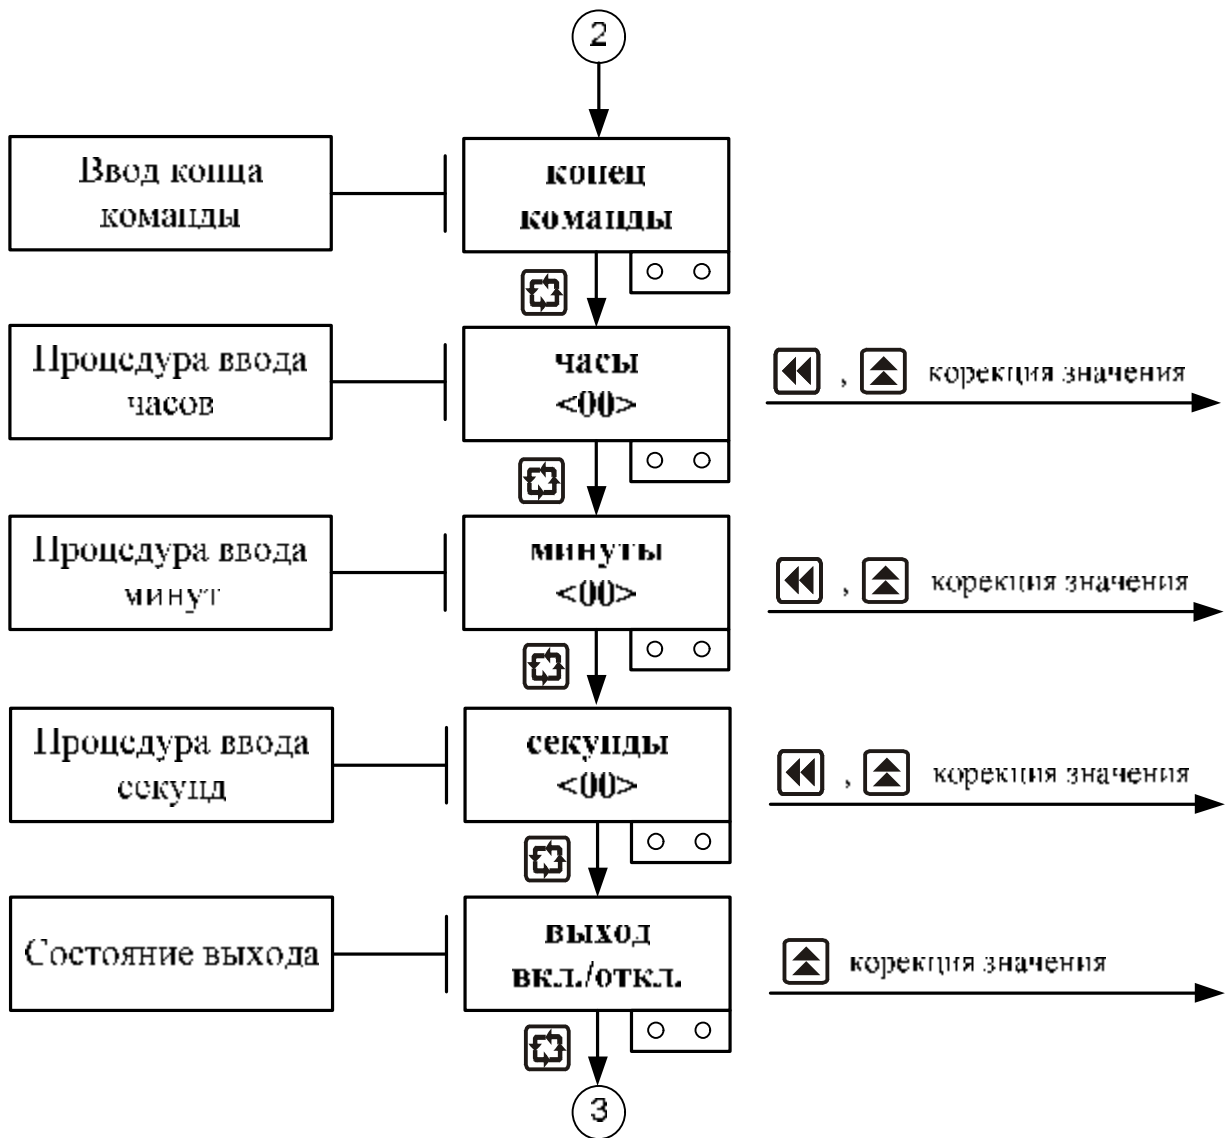 2
Ввод конца
команды
конец
команды
Процедура ввода
часов
часы
<00>
, корекция значения
Процедура ввода
минут
минуты
<00>
, корекция значения
Процедура ввода
секунд
секунды
<00>
, корекция значения
Состояние выхода
выход
вкл./откл.
корекция значения
3